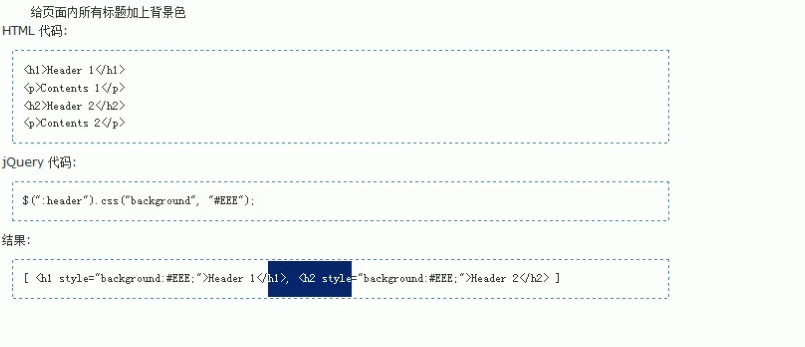 给页面内所有标题加上背景色
HTML 代码:
<h1>Header 1</h1>
<p>Contents 1</p>
<h2>Header 2</h2>
<p>Contents 2</p>
jQuery 代码:
$(":header").css("background", "#EEE");
结果:
[ <h1 style="background:#EEE;">Header 1</h1>, <h2 style="background:#EEE;">Header 2</h2> ]